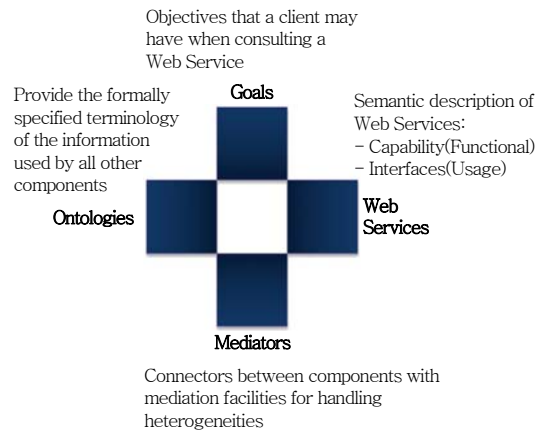 Objectives that a client may
have when consulting a
Web Service
Goals
Provide the formally
specified terminology
of the information
used by all other
components
Ontologies
Semantic description of
Web Services:
- Capability(Functional)
- Interfaces(Usage)
Web
Services
Mediators
Connectors between components with
mediation facilities for handling
heterogeneities